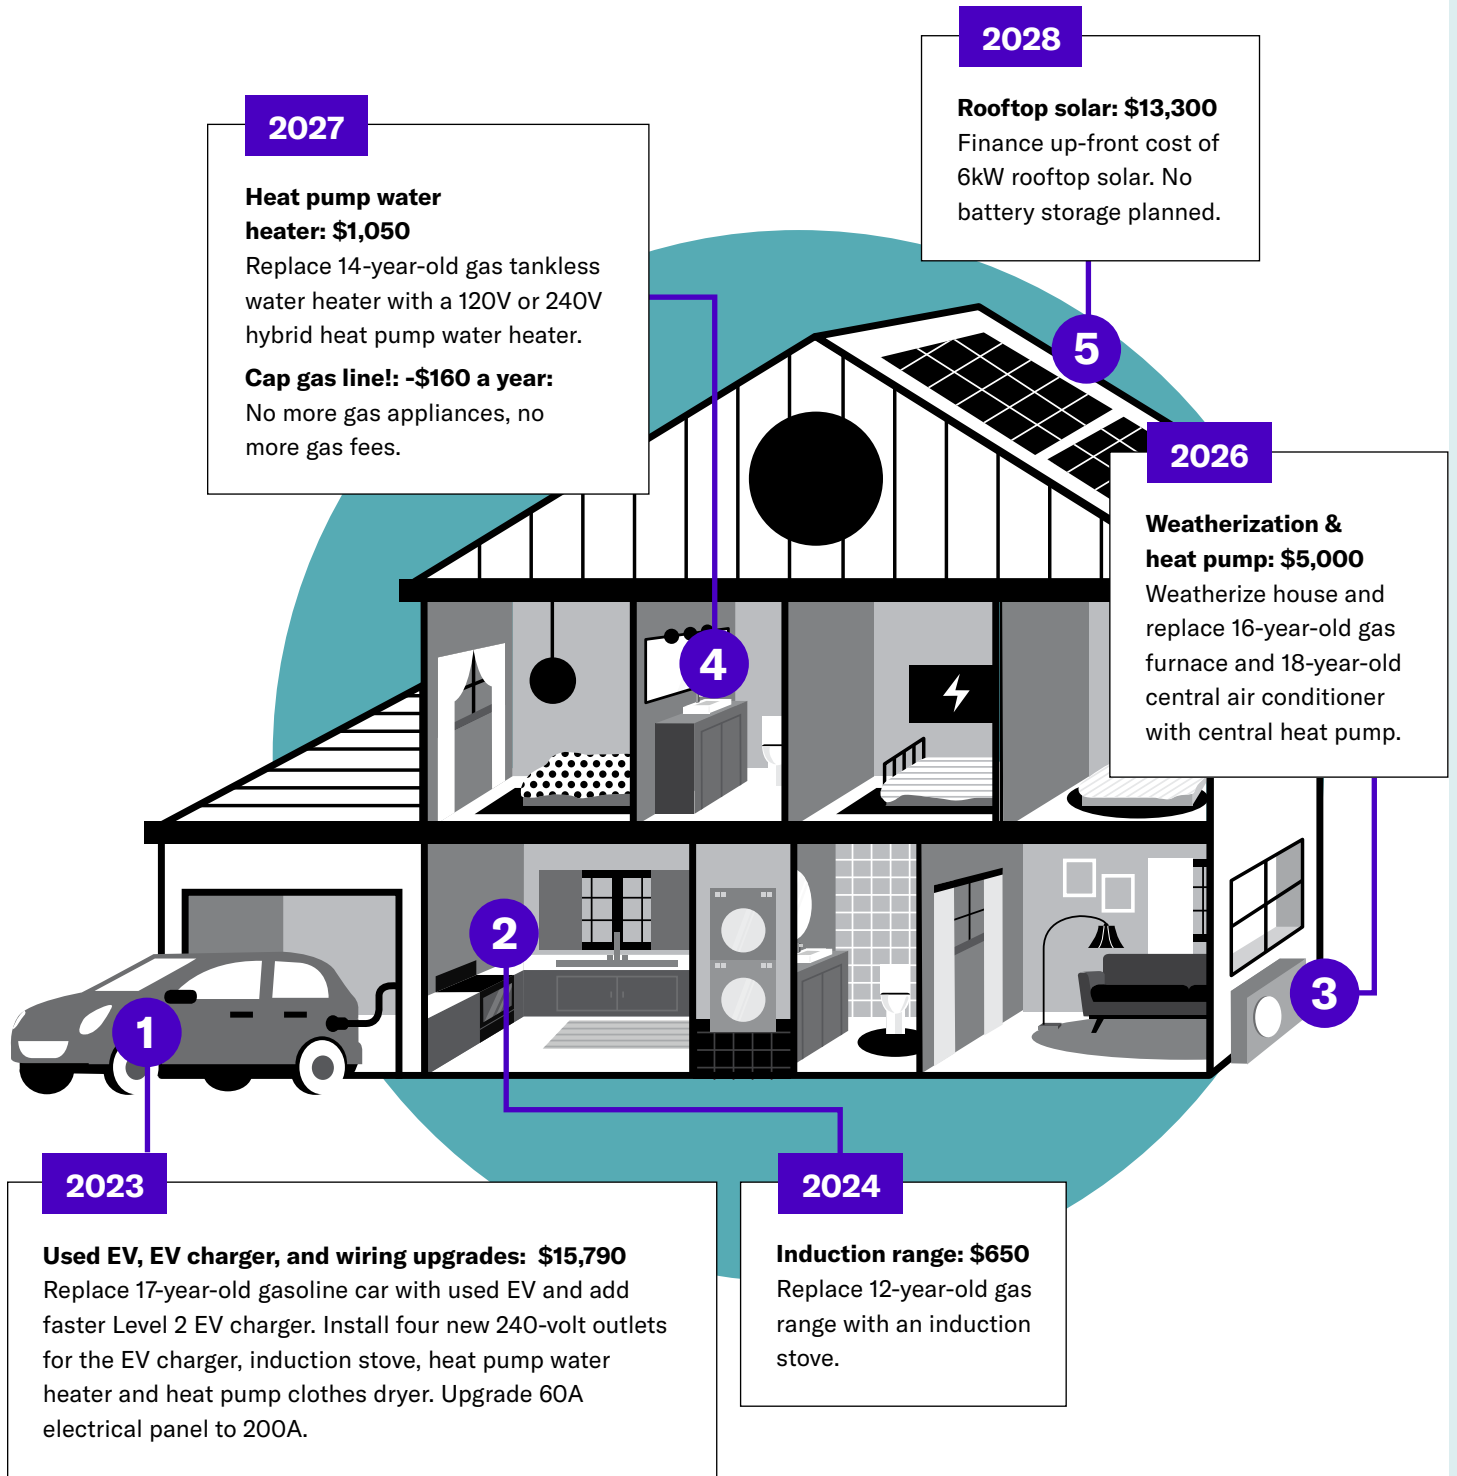 2028
Rooftop solar: $13,300
Finance up-front cost of
6kW rooftop solar. No
battery storage planned.
2027
Heat pump water
heater: $1,050
Replace 14-year-old gas tankless
water heater with a 120V or 240V
hybrid heat pump water heater.
Cap gas line!: -$160 a year:
No more gas appliances, no
more gas fees.
5
2026
Weatherization &
heat pump: $5,000
Weatherize house and
replace 16-year-old gas
furnace and 18-year-old
central air conditioner
with central heat pump.
4
2
3
1
2023
Used EV, EV charger, and wiring upgrades: $15,790
Replace 17-year-old gasoline car with used EV and add
faster Level 2 EV charger. Install four new 240-volt outlets
for the EV charger, induction stove, heat pump water
heater and heat pump clothes dryer. Upgrade 60A
electrical panel to 200A.
2024
Induction range: $650
Replace 12-year-old gas
range with an induction
stove.